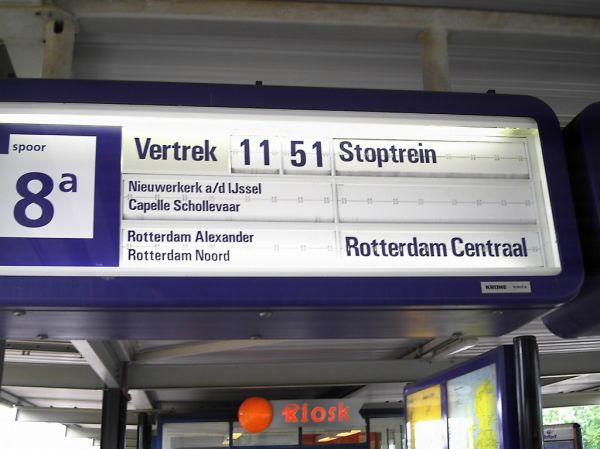 spoor
8a
Vertrek 11 51 Stoptrein
Nieuwerkerk a/d IJssel
Capelle Schollevaar
Rotterdam Alexander
Rotterdam Noord
Rotterdam Centraal
KRONE
Kiosk